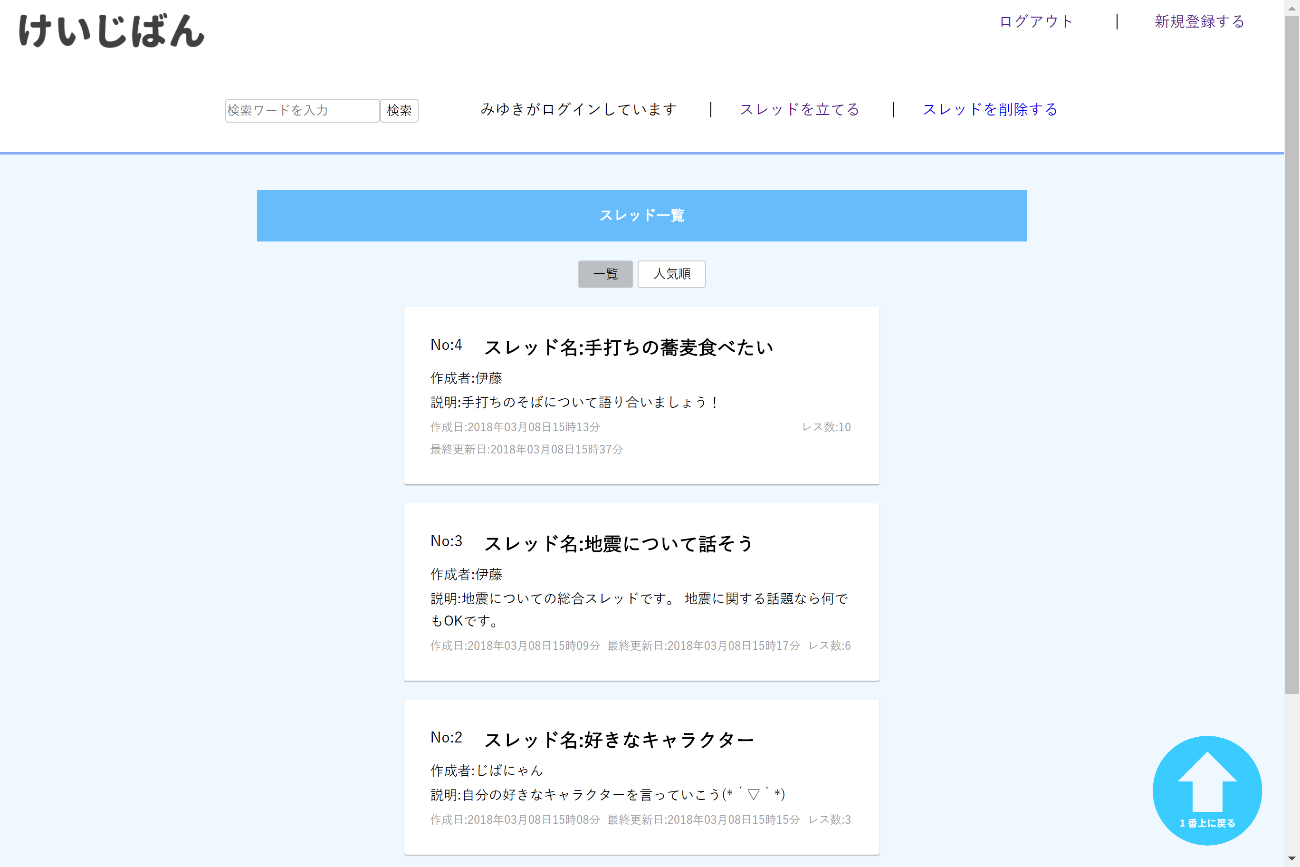 けいじばん
ログアウト | 新規登録する
検索ワードを入力 検索 みゆきがログインしています | スレッドを立てる | スレッドを削除する
スレッド一覧
一覧 人気順
No:4 スレッド名:手打ちの蕎麦食べたい
作成者:伊藤
説明:手打ちのそばについて語り合いましょう！
作成日:2018年03月08日15時13分 レス数:10
最終更新日:2018年03月08日15時37分
No:3 スレッド名:地震について話そう
作成者:伊藤
説明:地震についての総合スレッドです。 地震に関する話題なら何で
もOKです。
作成日:2018年03月08日15時09分 最終更新日:2018年03月08日15時17分 レス数:6
No:2 スレッド名:好きなキャラクター
作成者:じばにゃん
説明:自分の好きなキャラクターを言っていこう(*´▽｀*)
作成日:2018年03月08日15時08分 最終更新日:2018年03月08日15時15分 レス数:3
１番上に戻る